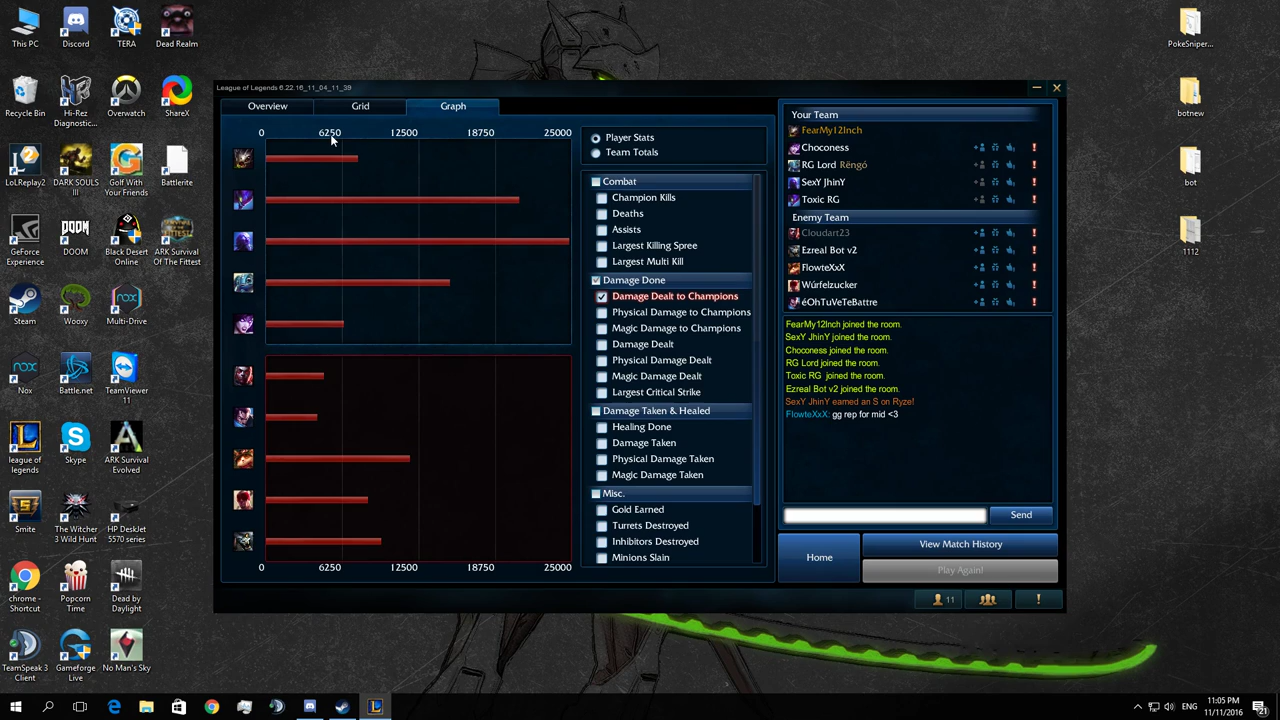 This PC
Discord
TERA
Dead Realm
PokeSniper...
Recycle Bin
Hi-Rez
Diagnostic...
Overwatch
ShareX
botnew
LoLReplay2
DARK SOULS
III
Golf With
Your Friends
Battlerite
bot
GeForce
Experience
DOOM
Black Desert
Online
ARK Survival
Of The Fittest
1112
Steam
Wooxy
Multi-Drive
Nox
Battle.net
TeamViewer
11
league of
legends
Skype
ARK Survival
Evolved
Smite
The Witcher
3 Wild Hunt
HP DeskJet
5570 series
chrome -
Shortcut
Popcorn
Time
Dead by
Daylight
TeamSpeak 3
Client
Gameforge
Live
No Man's Sky
League of Legends 6.22.16_11_04_11_39
Overview
Grid
Graph
0 6250 12500 18750 25000
0 6250 12500 18750 25000
Player Stats
Team Totals
Combat
Champion Kills
Deaths
Assists
Largest Killing Spree
Largest Multi Kill
Damage Done
Damage Dealt to Champions
Physical Damage to Champions
Magic Damage to Champions
Damage Dealt
Physical Damage Dealt
Magic Damage Dealt
Largest Critical Strike
Damage Taken & Healed
Healing Done
Damage Taken
Physical Damage Taken
Magic Damage Taken
Misc.
Gold Earned
Turrets Destroyed
Inhibitors Destroyed
Minions Slain
Your Team
FearMy12Inch
Choconess
RG Lord Rëngó
SexY JhinY
Toxic RG
Enemy Team
Cloudart23
Ezreal Bot v2
FlowteXxX
Würfelzucker
éOhTuVeTeBattre
FearMy12Inch joined the room.
SexY JhinY joined the room.
Choconess joined the room.
RG Lord joined the room.
Toxic RG joined the room.
Ezreal Bot v2 joined the room.
SexY JhinY earned an S on Ryze!
FlowteXxX: gg rep for mid <3
Send
Home
View Match History
Play Again!
11
ENG
11:05 PM
11/11/2016
21